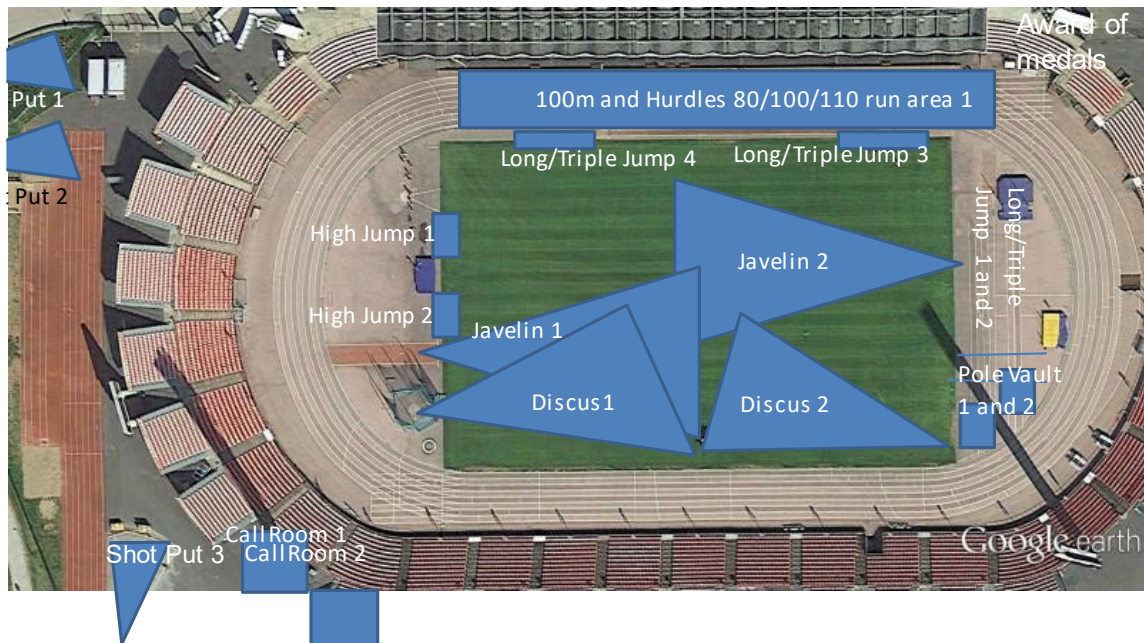 Award of
medals
Put 1
100m and Hurdles 80/100/110 run area 1
Long/Triple Jump 4
Long/Triple Jump 3
t Put 2
High Jump 1
Javelin 2
Long/Triple
Jump 1 and 2
High Jump 2
Javelin 1
Pole Vault
1 and 2
Discus 1
Discus 2
Call Room 1
Shot Put 3
Call Room 2
Google earth